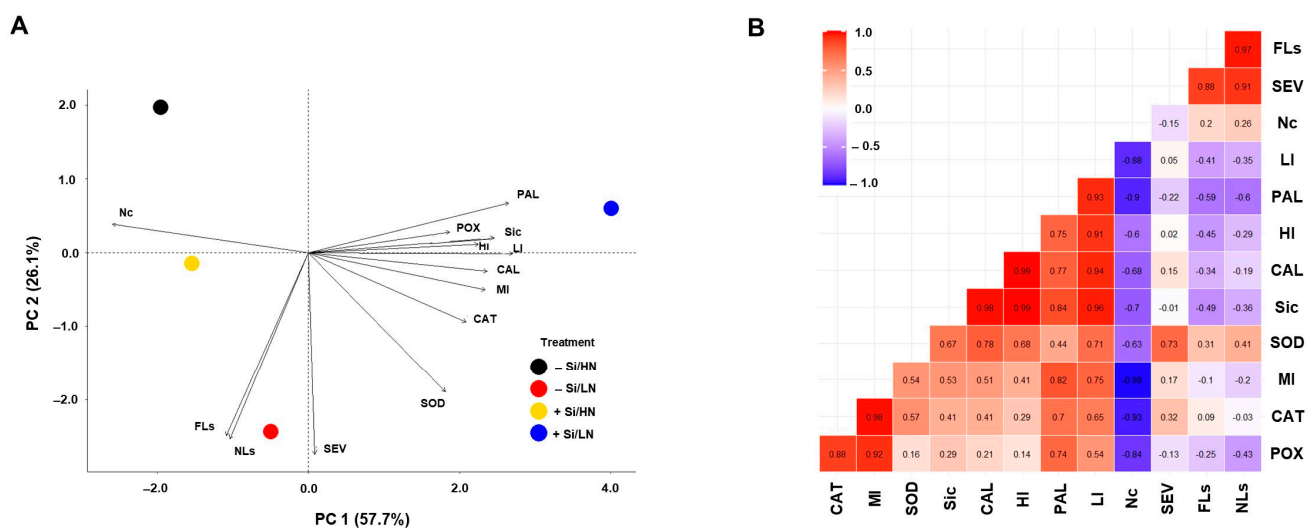 A
2.0
1.0
0.0
–1.0
–2.0
PC 2 (26.1%)
–2.0 0.0 2.0 4.0
PC 1 (57.7%)
Nc
PAL
POX
Sic
HI
LI
CAL
MI
CAT
SOD
FLs
NLs
SEV
Treatment
– Si/HN
– Si/LN
+ Si/HN
+ Si/LN
B
1.0
0.5
0.0
– 0.5
– 1.0
0.97 FLs
0.88 0.91 SEV
-0.15 0.2 0.26 Nc
-0.88 0.05 -0.41 -0.35 LI
0.93 -0.9 -0.22 -0.59 -0.6 PAL
0.75 0.91 -0.6 0.02 -0.45 -0.29 HI
0.99 0.77 0.94 -0.68 0.15 -0.34 -0.19 CAL
0.98 0.99 0.84 0.96 -0.7 -0.01 -0.49 -0.36 Sic
0.67 0.78 0.68 0.44 0.71 -0.63 0.73 0.31 0.41 SOD
0.54 0.53 0.51 0.41 0.82 0.75 -0.98 0.17 -0.1 -0.2 MI
0.98 0.57 0.41 0.41 0.29 0.7 0.65 -0.93 0.32 0.09 -0.03 CAT
0.88 0.92 0.16 0.29 0.21 0.14 0.74 0.54 -0.84 -0.13 -0.25 -0.43 POX
CAT MI SOD Sic CAL HI PAL LI Nc SEV FLs NLs